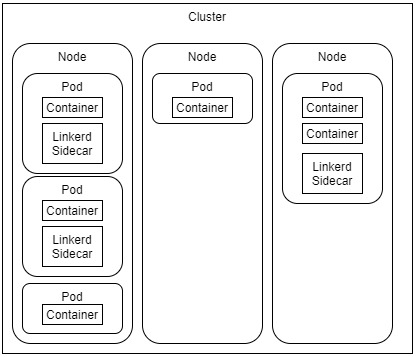 Cluster
Node
Pod
Container
Linkerd
Sidecar
Pod
Container
Linkerd
Sidecar
Pod
Container
Node
Pod
Container
Node
Pod
Container
Container
Linkerd
Sidecar